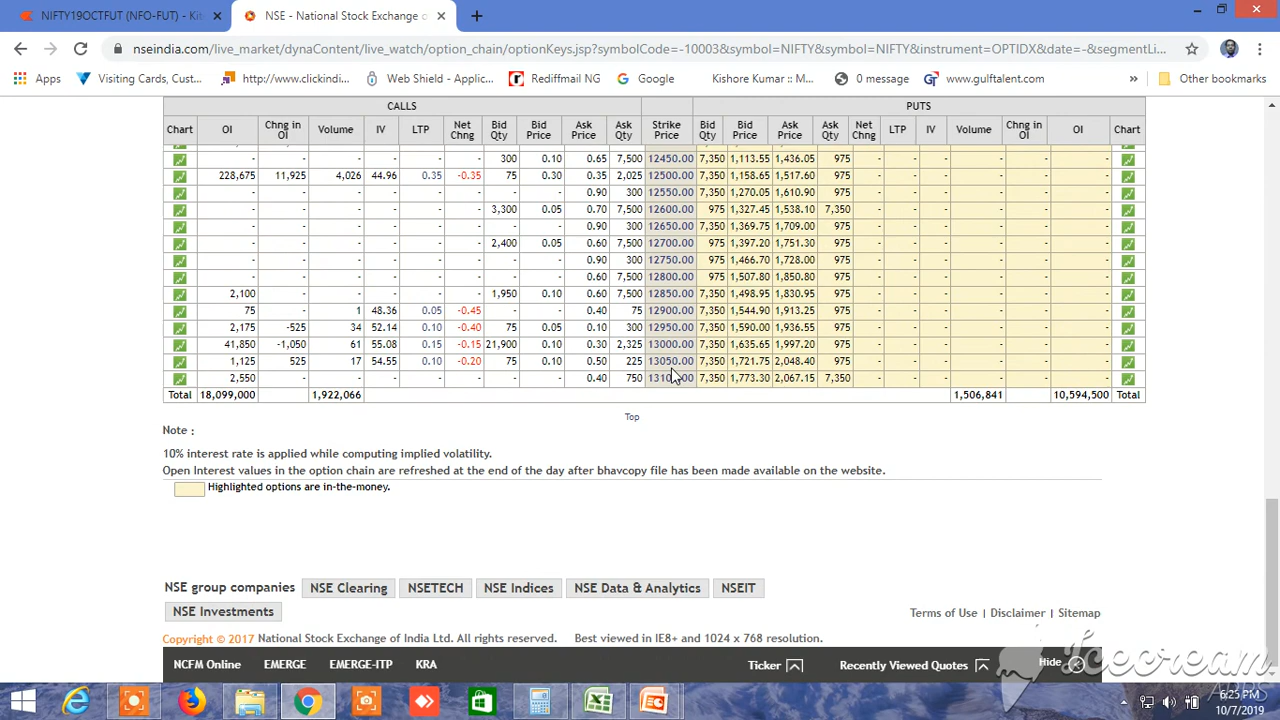 NIFTY19OCTFUT (NFO-FUT) - Ki
NSE - National Stock Exchange o
nseindia.com/live_market/dynaContent/live_watch/option_chain/optionKeys.jsp?symbolCode=-10003&symbol=NIFTY&symbol=NIFTY&instrument=OPTIDX&date=-&segmentLi...
Apps Visiting Cards, Cust... http://www.clickindi... Web Shield - Applic... Rediffmail NG Google Kishore Kumar :: M... 0 message www.gulftalent.com » Other bookmarks
CALLS PUTS
Chart OI Chng in OI Volume IV LTP Net Chng Bid Qty Bid Price Ask Price Ask Qty Strike Price Bid Qty Bid Price Ask Price Ask Qty Net Chng LTP IV Volume Chng in OI OI Chart
- - - - - - 300 0.10 0.65 7,500 12450.00 7,350 1,113.55 1,436.05 975 - - - - - -
228,675 11,925 4,026 44.96 0.35 -0.35 75 0.30 0.35 2,025 12500.00 7,350 1,158.65 1,517.60 975 - - - - - -
- - - - - - - - 0.90 300 12550.00 7,350 1,270.05 1,610.90 975 - - - - - -
- - - - - - 3,300 0.05 0.70 7,500 12600.00 975 1,327.45 1,538.10 7,350 - - - - - -
- - - - - - - - 0.90 300 12650.00 7,350 1,369.75 1,709.00 975 - - - - - -
- - - - - - 2,400 0.05 0.60 7,500 12700.00 975 1,397.20 1,751.30 975 - - - - - -
- - - - - - - - 0.90 300 12750.00 975 1,466.70 1,728.00 975 - - - - - -
- - - - - - - - 0.60 7,500 12800.00 975 1,507.80 1,850.80 975 - - - - - -
2,100 - - - - - 1,950 0.10 0.60 7,500 12850.00 7,350 1,498.95 1,830.95 975 - - - - - -
75 - 1 48.36 0.05 -0.45 - - 0.40 75 12900.00 7,350 1,544.90 1,913.25 975 - - - - - -
2,175 -525 34 52.14 0.10 -0.40 75 0.05 0.10 300 12950.00 7,350 1,590.00 1,936.55 975 - - - - - -
41,850 -1,050 61 55.08 0.15 -0.15 21,900 0.10 0.30 2,325 13000.00 7,350 1,635.65 1,997.20 975 - - - - - -
1,125 525 17 54.55 0.10 -0.20 75 0.10 0.50 225 13050.00 7,350 1,721.75 2,048.40 975 - - - - - -
2,550 - - - - - - - 0.40 750 13100.00 7,350 1,773.30 2,067.15 7,350 - - - - - -
Total 18,099,000 1,922,066 1,506,841 10,594,500 Total
Top
Note :
10% interest rate is applied while computing implied volatility.
Open Interest values in the option chain are refreshed at the end of the day after bhavcopy file has been made available on the website.
Highlighted options are in-the-money.
NSE group companies NSE Clearing NSETECH NSE Indices NSE Data & Analytics NSEIT
NSE Investments
Terms of Use | Disclaimer | Sitemap
Copyright © 2017 National Stock Exchange of India Ltd. All rights reserved. Best viewed in IE8+ and 1024 x 768 resolution.
NCFM Online EMERGE EMERGE-ITP KRA Ticker Recently Viewed Quotes Hide
Icecream
APPS
6:25 PM
10/7/2019